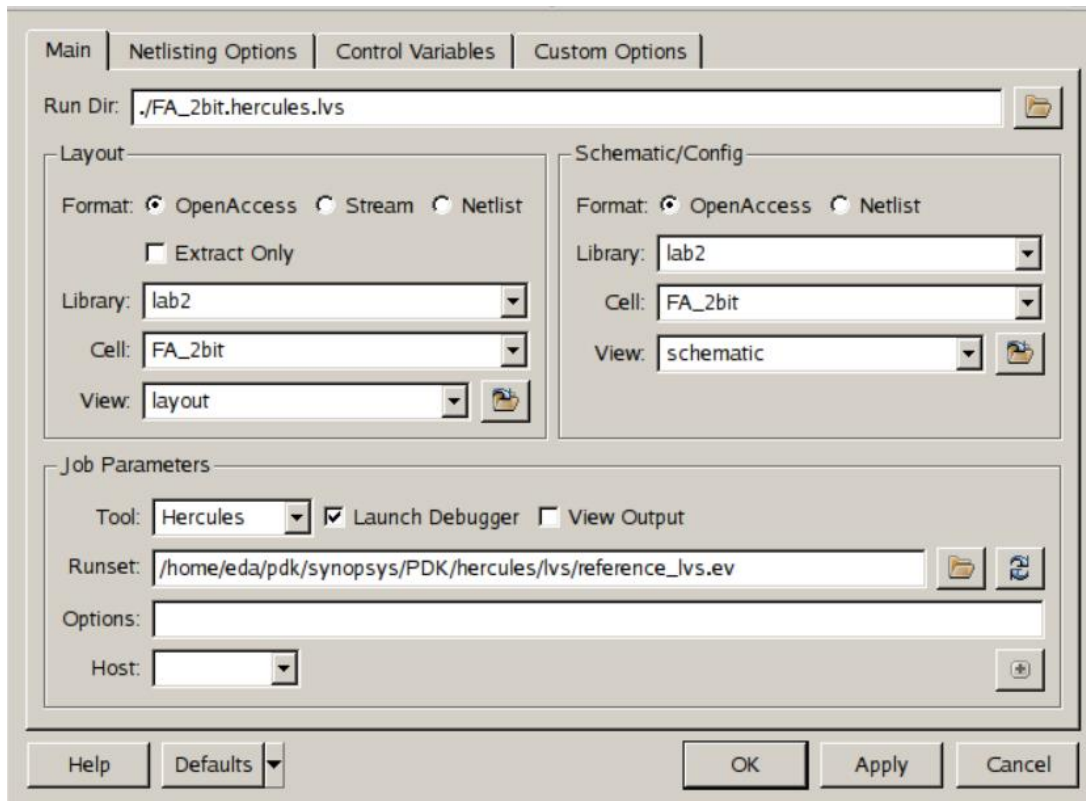 Main Netlisting Options Control Variables Custom Options
Run Dir: ./FA_2bit.hercules.lvs
Layout
Format: OpenAccess Stream Netlist
Extract Only
Library: lab2
Cell: FA_2bit
View: layout
Schematic/Config
Format: OpenAccess Netlist
Library: lab2
Cell: FA_2bit
View: schematic
Job Parameters
Tool: Hercules Launch Debugger View Output
Runset: /home/eda/pdk/synopsys/PDK/hercules/lvs/reference_lvs.ev
Options:
Host:
Help Defaults OK Apply Cancel